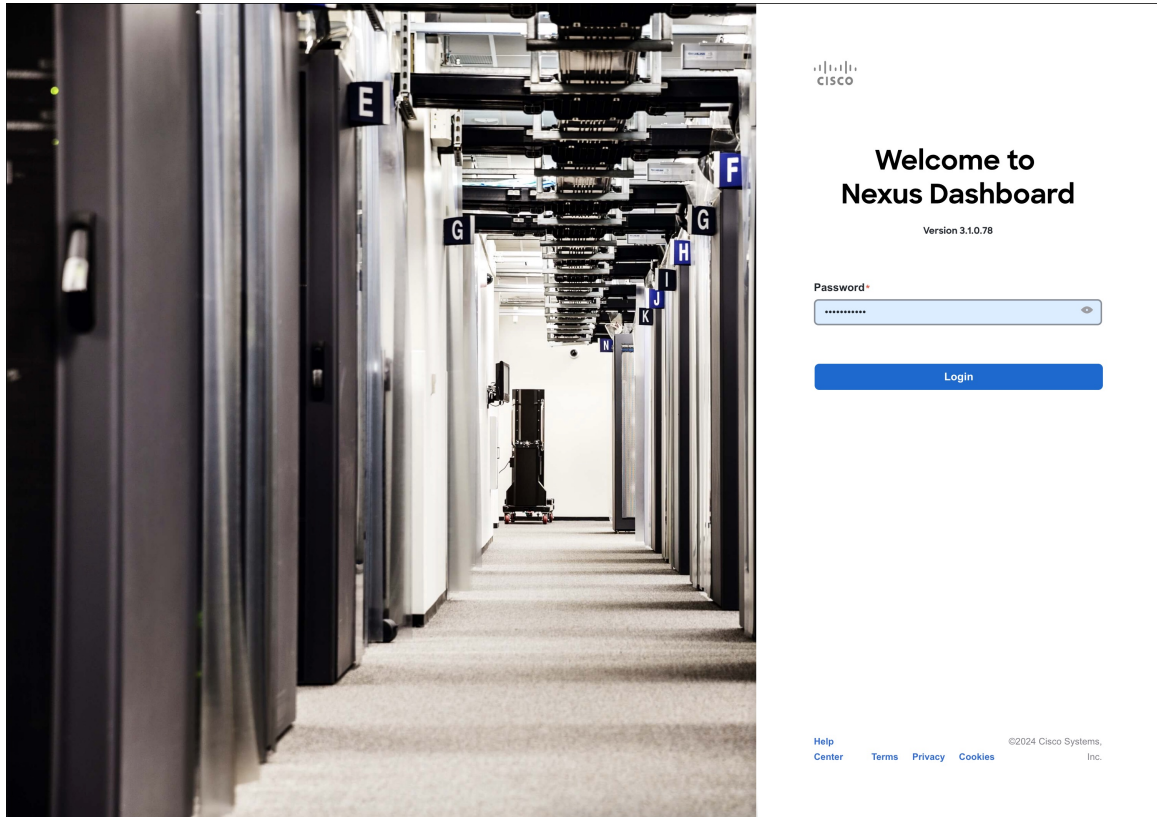 E
F
G
G
H
I
J
K
N
CISCO
Welcome to
Nexus Dashboard
Version 3.1.0.78
Password*
•••••••••••
Login
Help
Center
Terms
Privacy
Cookies
©2024 Cisco Systems,
Inc.